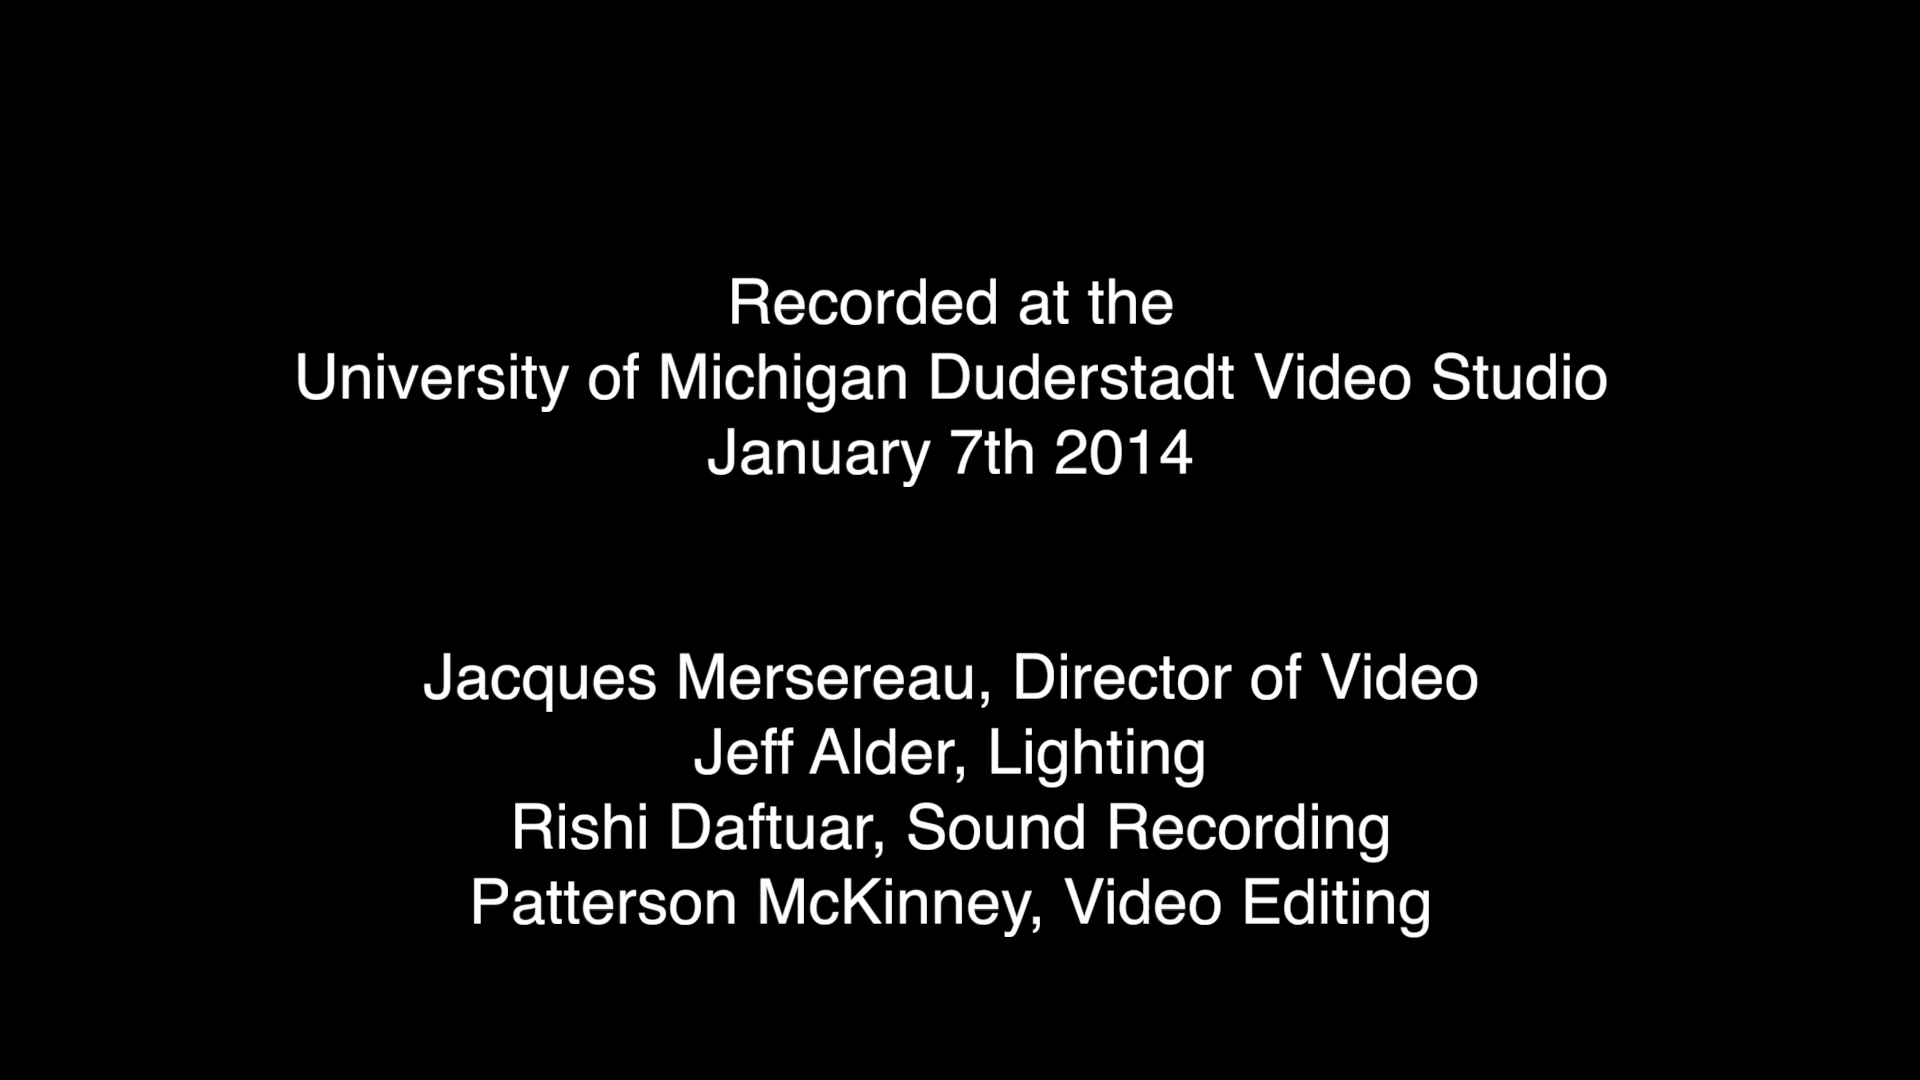 Recorded at the
University of Michigan Duderstadt Video Studio
January 7th 2014
Jacques Mersereau, Director of Video
Jeff Alder, Lighting
Rishi Daftuar, Sound Recording
Patterson McKinney, Video Editing